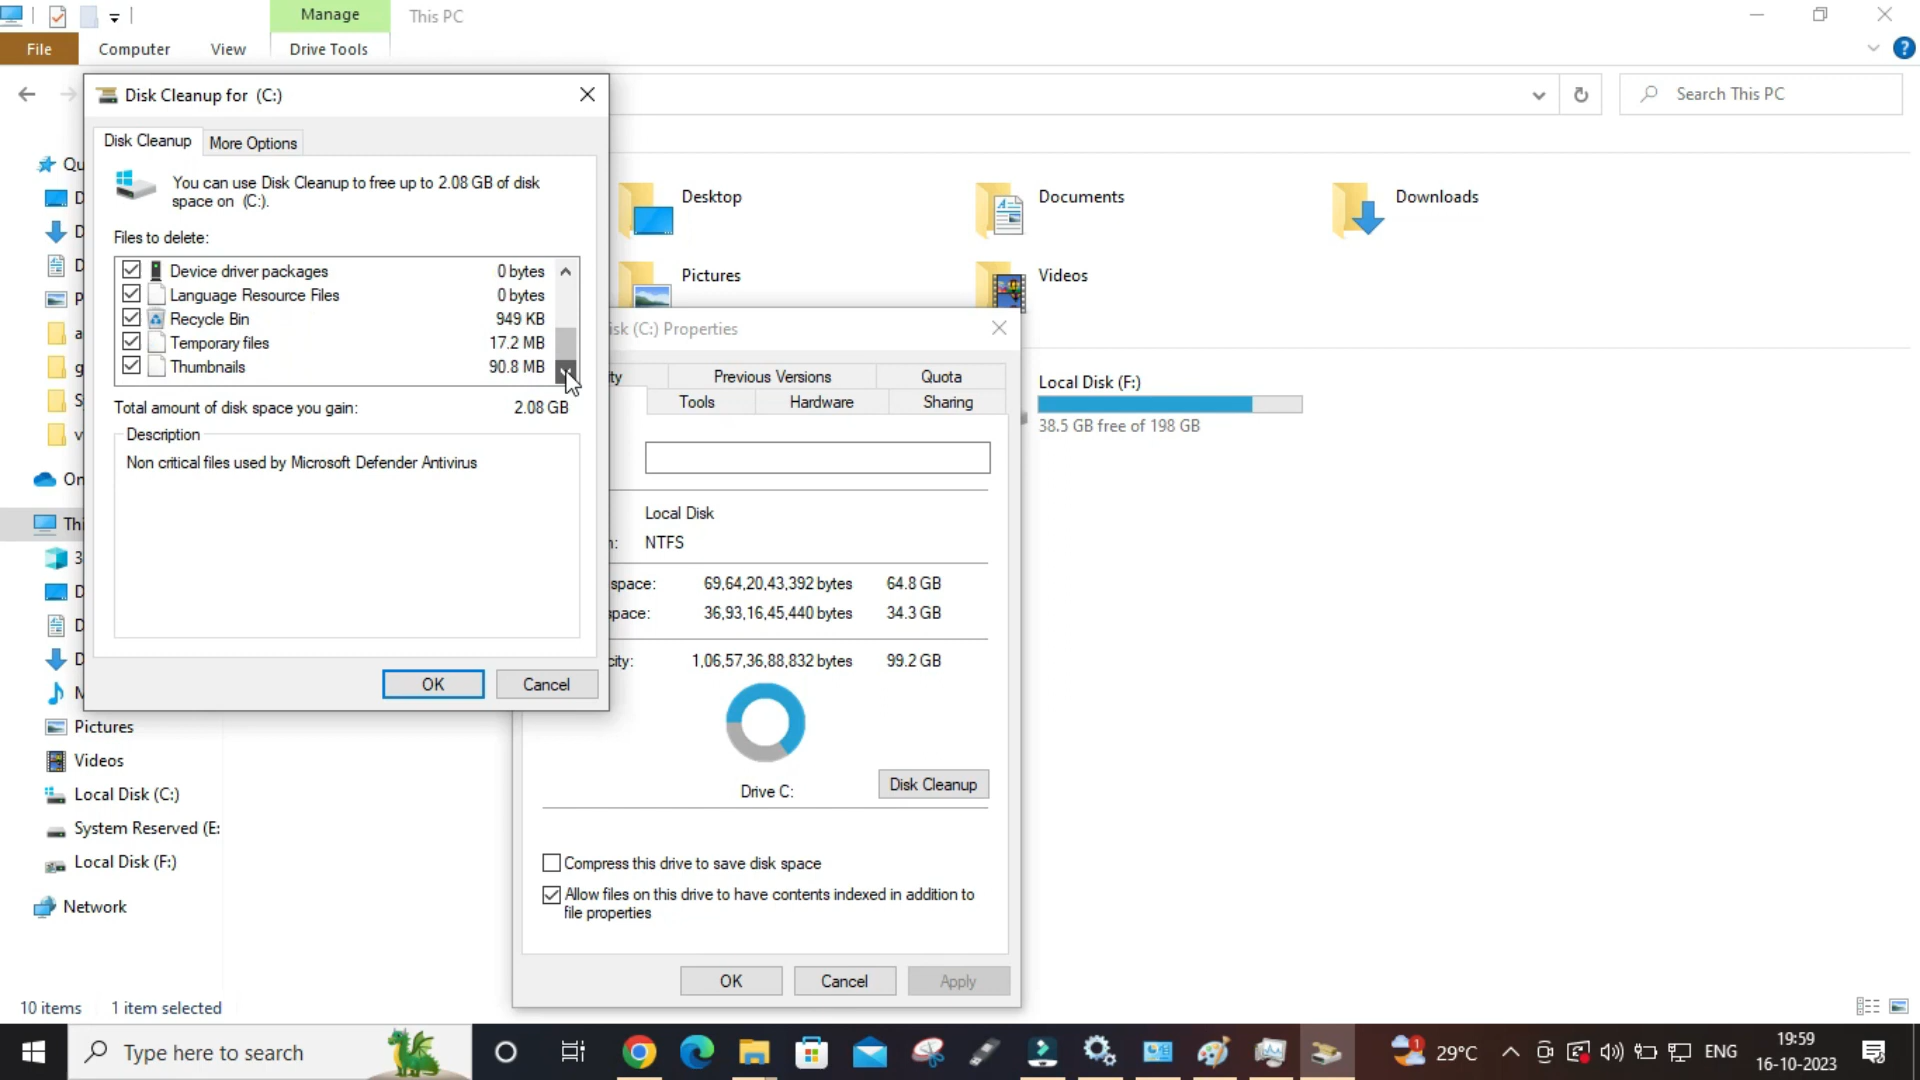 Manage
This PC
File
Computer
View
Drive Tools
Search This PC
Disk Cleanup for (C:)
Disk Cleanup
More Options
You can use Disk Cleanup to free up to 2.08 GB of disk
space on (C:).
Files to delete:
Device driver packages 0 bytes
Language Resource Files 0 bytes
Recycle Bin 949 KB
Temporary files 17.2 MB
Thumbnails 90.8 MB
Total amount of disk space you gain: 2.08 GB
Description
Non critical files used by Microsoft Defender Antivirus
OK
Cancel
Desktop
Documents
Downloads
Pictures
Videos
Local Disk (F:)
38.5 GB free of 198 GB
isk (C:) Properties
ity
Previous Versions
Quota
Tools
Hardware
Sharing
Local Disk
NTFS
space: 69,64,20,43,392 bytes 64.8 GB
space: 36,93,16,45,440 bytes 34.3 GB
city: 1,06,57,36,88,832 bytes 99.2 GB
Drive C:
Disk Cleanup
Compress this drive to save disk space
Allow files on this drive to have contents indexed in addition to
file properties
OK
Cancel
Apply
Qu
D
D
D
P
a
g
S
v
On
Thi
3
D
D
D
M
Pictures
Videos
Local Disk (C:)
System Reserved (E:
Local Disk (F:)
Network
10 items
1 item selected
Type here to search
1
29°C
ENG
19:59
16-10-2023